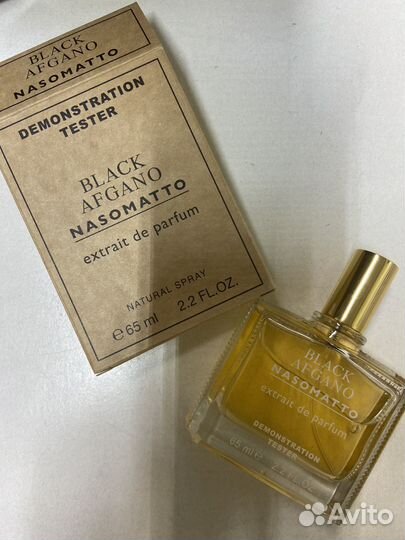 BLACK
AFGANO
NASOMATTO
DEMONSTRATION
TESTER
BLACK
AFGANO
NASOMATTO
extrait de parfum
NATURAL SPRAY
e 65 ml 2.2 FL.OZ.
BLACK
AFGANO
NASOMATTO
extrait de parfum
DEMONSTRATION
TESTER
65 ml e 2.2 FL.OZ.
Avito